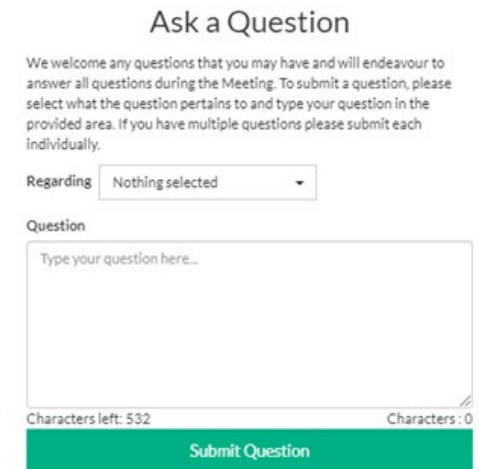 Ask a Question
We welcome any questions that you may have and will endeavour to
answer all questions during the Meeting. To submit a question, please
select what the question pertains to and type your question in the
provided area. If you have multiple questions please submit each
individually.
Regarding Nothing selected
Question
Type your question here...
Characters left: 532 Characters : 0
Submit Question